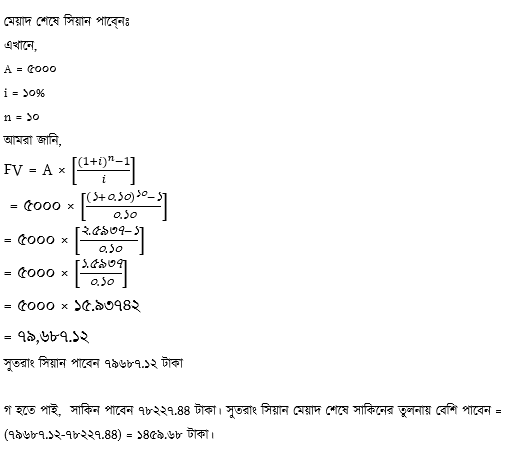 মেয়াদ শেষে সিয়ান পাবেনঃ
এখানে,
A = ৫০০০
i = ১০%
n = ১০
আমরা জানি,
FV = A × [((1+i)^n−1)/i]
= ৫০০০ × [((১+০.১০)^১০−১)/০.১০]
= ৫০০০ × [(২.৫৯৩৭−১)/০.১০]
= ৫০০০ × [১.৫৯৩৭/০.১০]
= ৫০০০ × ১৫.৯৩৭৪২
= ৭৯,৬৮৭.১২
সুতরাং সিয়ান পাবেন ৭৯৬৮৭.১২ টাকা
গ হতে পাই, সাকিন পাবেন ৭৮২২৭.44 টাকা। সুতরাং সিয়ান মেয়াদ শেষে সাকিনের তুলনায় বেশি পাবেন =
(৭৯৬৮৭.১২-৭৮২২৭.44) = ১৪৫৯.৬৮ টাকা।